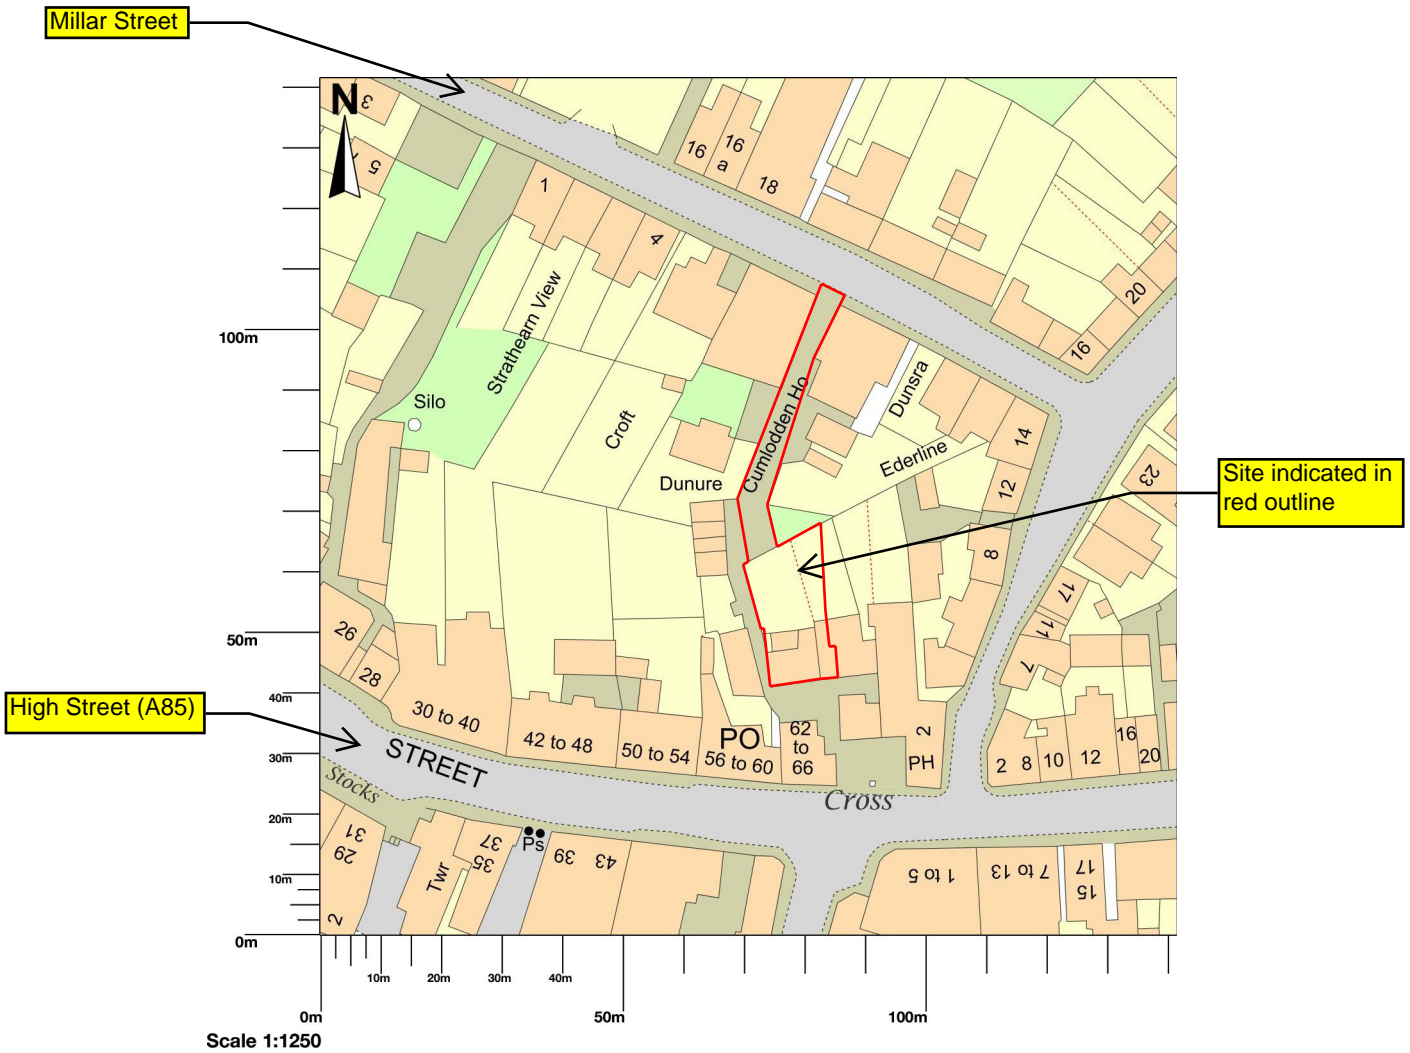 Millar Street
N
3
5
1
4
16
16
a
18
20
16
Strathearn View
100m
Silo
Croft
Cumlodden Ho
Dunsra
Ederline
14
12
Dunure
Site indicated in
red outline
23
8
17
11
7
50m
26
28
40m
High Street (A85)
30 to 40
42 to 48
50 to 54
PO
56 to 60
62
to
66
2
PH
2
8
10
12
16
20
30m
STREET
Stocks
Cross
20m
31
29
37
35
Ps
39
43
Twr
2
1 to 5
7 to 13
17
15
10m
0m
10m
20m
30m
40m
0m
50m
100m
Scale 1:1250